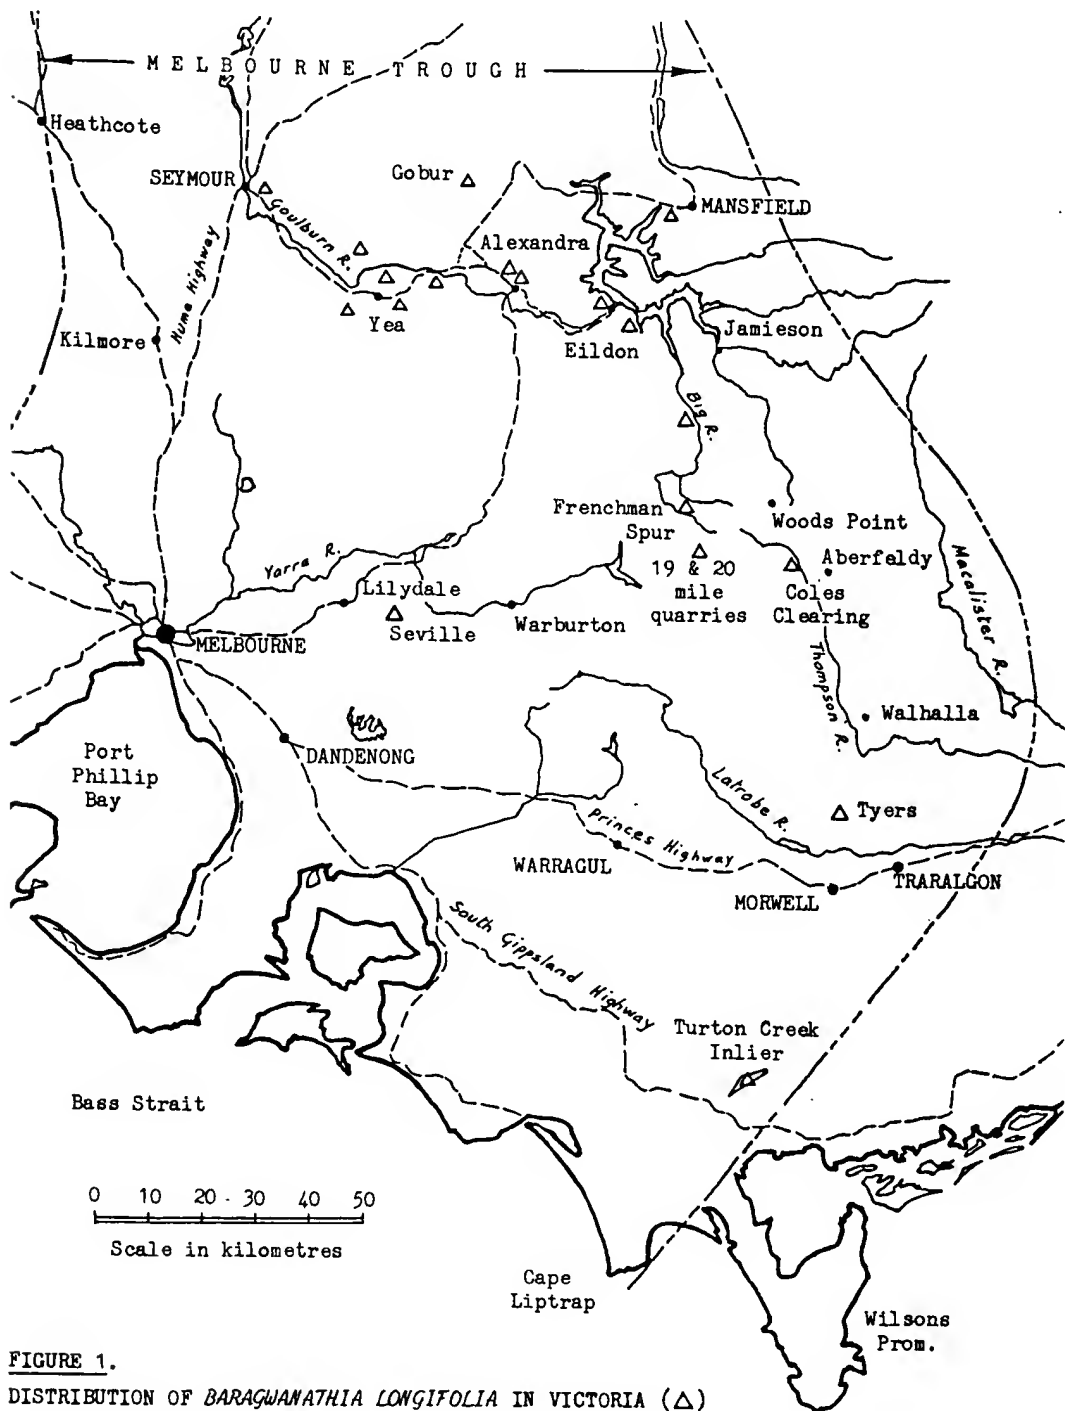 MELBOURNE TROUGH
Heathcote
SEYMOUR
Gobur
MANSFIELD
Goulburn R.
Alexandra
Hume Highway
Yea
Kilmore
Eildon
Jamieson
Big R.
Frenchman
Spur
Woods Point
Aberfeldy
19 & 20
mile
quarries
Coles
Clearing
Macalister R.
Yarra R.
Lilydale
Seville
Warburton
MELBOURNE
Thompson R.
Walhalla
Port
Phillip
Bay
DANDENONG
Latrobe R.
Tyers
Princes Highway
WARRAGUL
TRARALGON
MORWELL
South Gippsland Highway
Turton Creek
Inlier
Bass Strait
0 10 20 30 40 50
Scale in kilometres
Cape
Liptrap
Wilsons
Prom.
FIGURE 1.
DISTRIBUTION OF BARAGWANATHIA LONGIFOLIA IN VICTORIA (△)